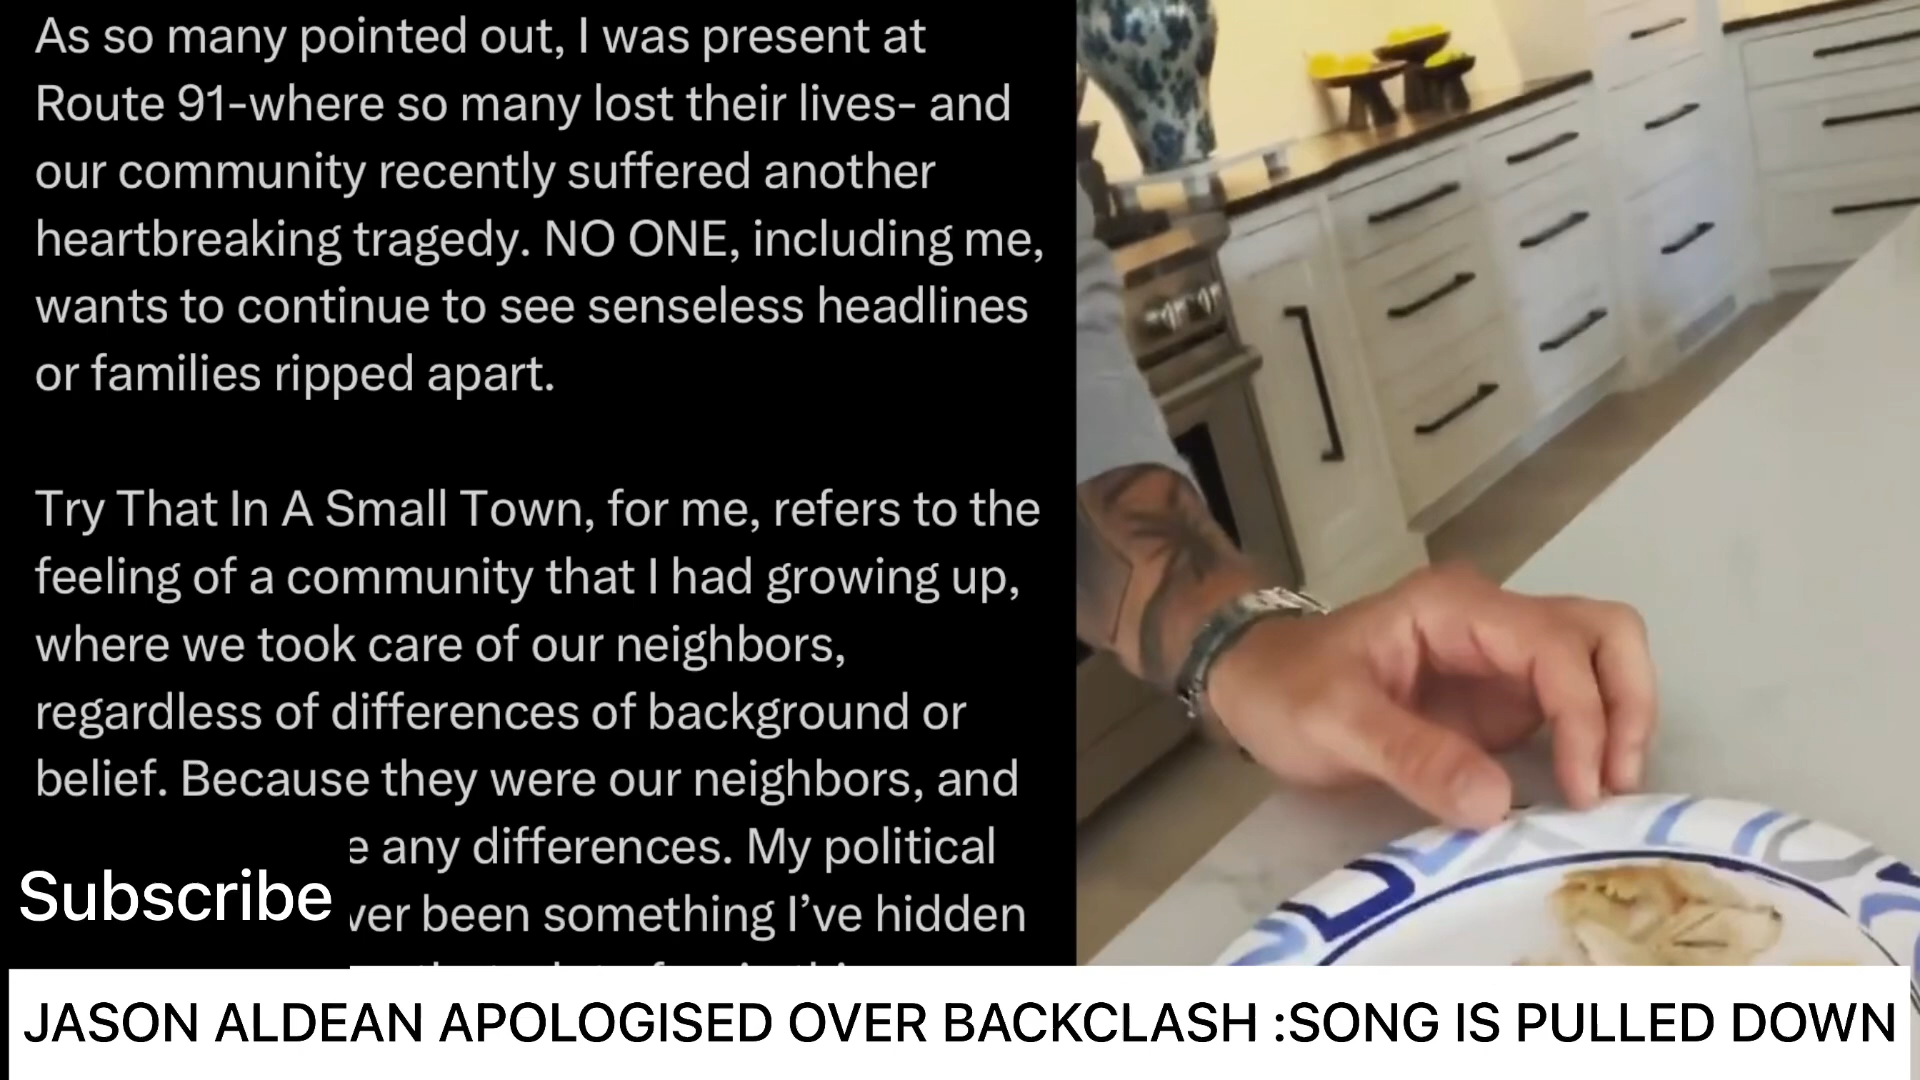 As so many pointed out, I was present at
Route 91-where so many lost their lives- and
our community recently suffered another
heartbreaking tragedy. NO ONE, including me,
wants to continue to see senseless headlines
or families ripped apart.
Try That In A Small Town, for me, refers to the
feeling of a community that I had growing up,
where we took care of our neighbors,
regardless of differences of background or
belief. Because they were our neighbors, and
e any differences. My political
Subscribe
ver been something I've hidden
JASON ALDEAN APOLOGISED OVER BACKCLASH :SONG IS PULLED DOWN